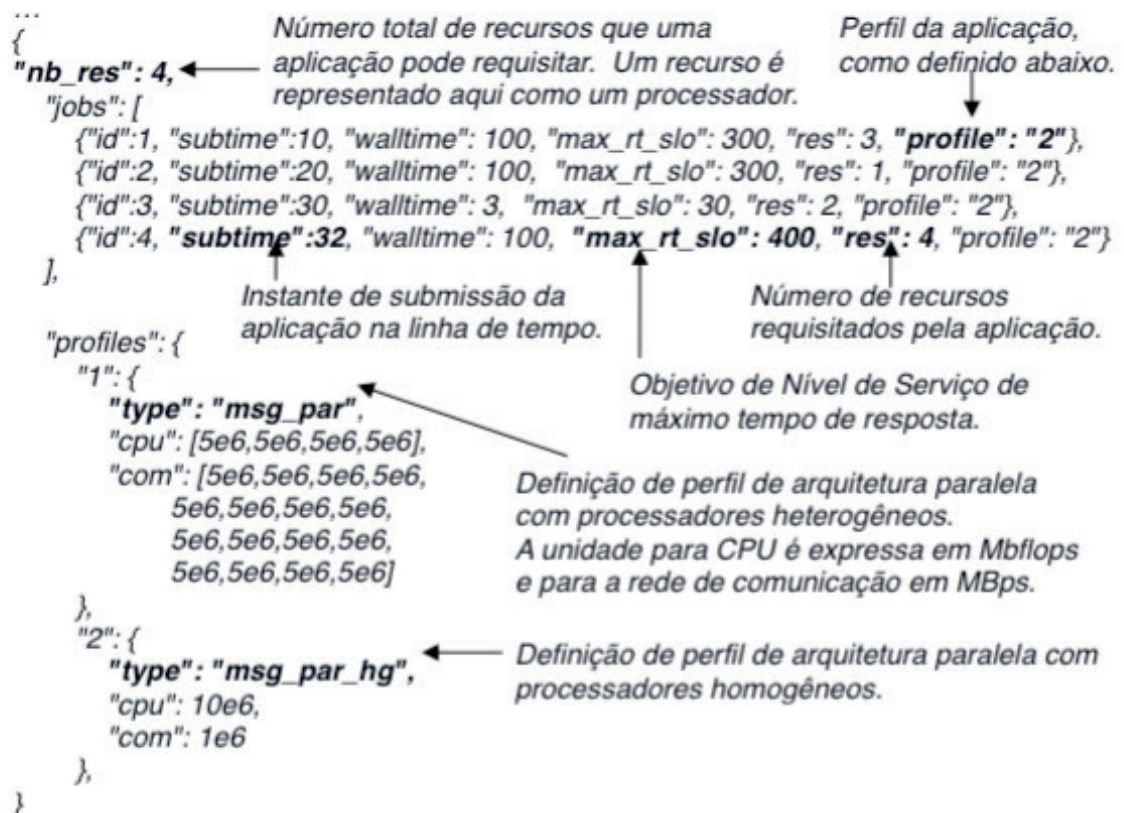 ...
{
"nb_res": 4,
Número total de recursos que uma
aplicação pode requisitar. Um recurso é
representado aqui como um processador.
Perfil da aplicação,
como definido abaixo.
"jobs": [
{"id":1, "subtime":10, "walltime": 100, "max_rt_slo": 300, "res": 3, "profile": "2"},
{"id":2, "subtime":20, "walltime": 100, "max_rt_slo": 300, "res": 1, "profile": "2"},
{"id":3, "subtime":30, "walltime": 3, "max_rt_slo": 30, "res": 2, "profile": "2"},
{"id":4, "subtime":32, "walltime": 100, "max_rt_slo": 400, "res": 4, "profile": "2"}
],
Instante de submissão da
aplicação na linha de tempo.
Número de recursos
requisitados pela aplicação.
Objetivo de Nível de Serviço de
máximo tempo de resposta.
"profiles": {
"1": {
"type": "msg_par",
"cpu": [5e6,5e6,5e6,5e6],
"com": [5e6,5e6,5e6,5e6,
5e6,5e6,5e6,5e6,
5e6,5e6,5e6,5e6,
5e6,5e6,5e6,5e6]
},
Definição de perfil de arquitetura paralela
com processadores heterogêneos.
A unidade para CPU é expressa em Mbflops
e para a rede de comunicação em MBps.
"2": {
"type": "msg_par_hg",
"cpu": 10e6,
"com": 1e6
},
Definição de perfil de arquitetura paralela com
processadores homogêneos.
}